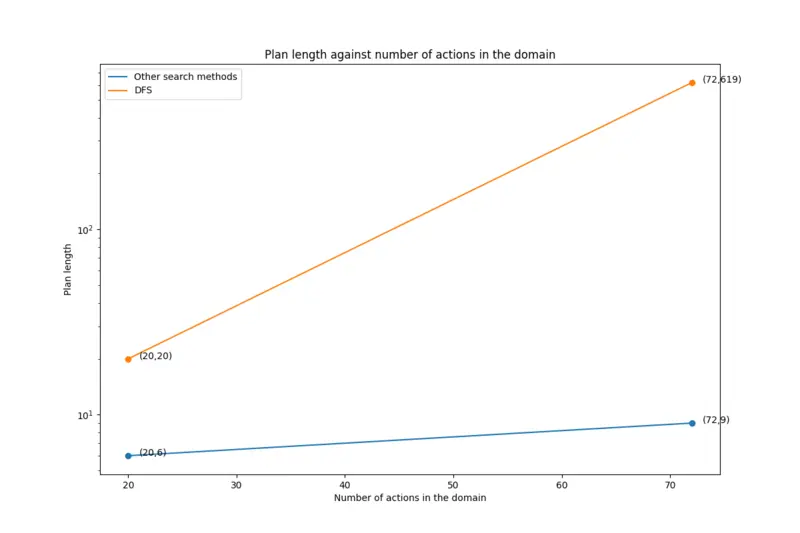 Plan length against number of actions in the domain
Other search methods
DFS
(72,619)
10²
Plan length
(20,20)
10¹
(72,9)
(20,6)
20 30 40 50 60 70
Number of actions in the domain